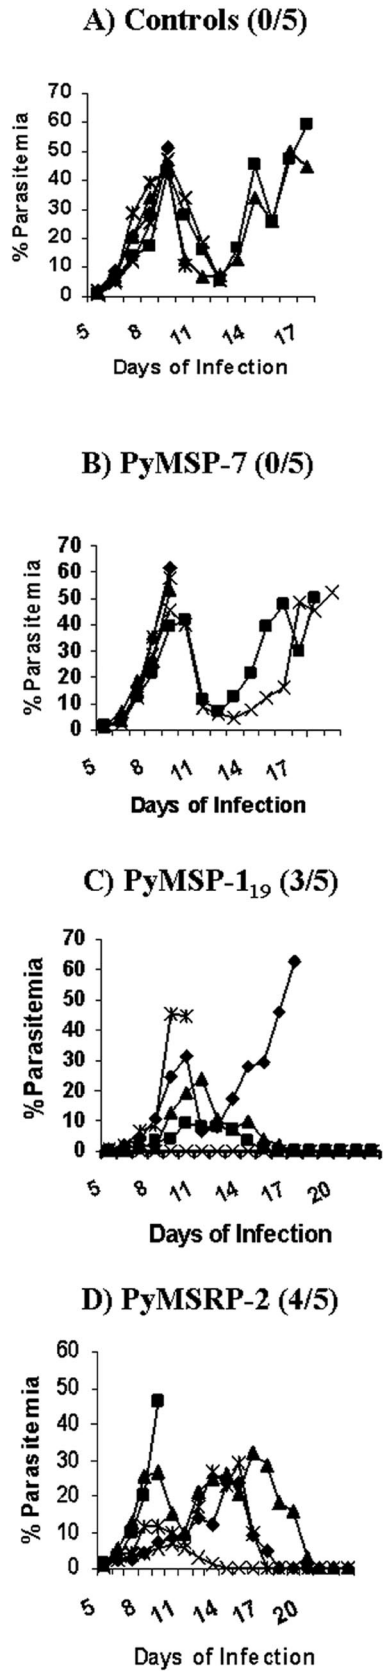 A) Controls (0/5)
70
60
50
40
30
20
10
0
% Parasitemia
5 8 11 14 17
Days of Infection
B) PyMSP-7 (0/5)
70
60
50
40
30
20
10
0
% Parasitemia
5 8 11 14 17
Days of Infection
C) PyMSP-1₁₉ (3/5)
70
60
50
40
30
20
10
0
% Parasitemia
5 8 11 14 17 20
Days of Infection
D) PyMSRP-2 (4/5)
60
50
40
30
20
10
0
% Parasitemia
5 8 11 14 17 20
Days of Infection